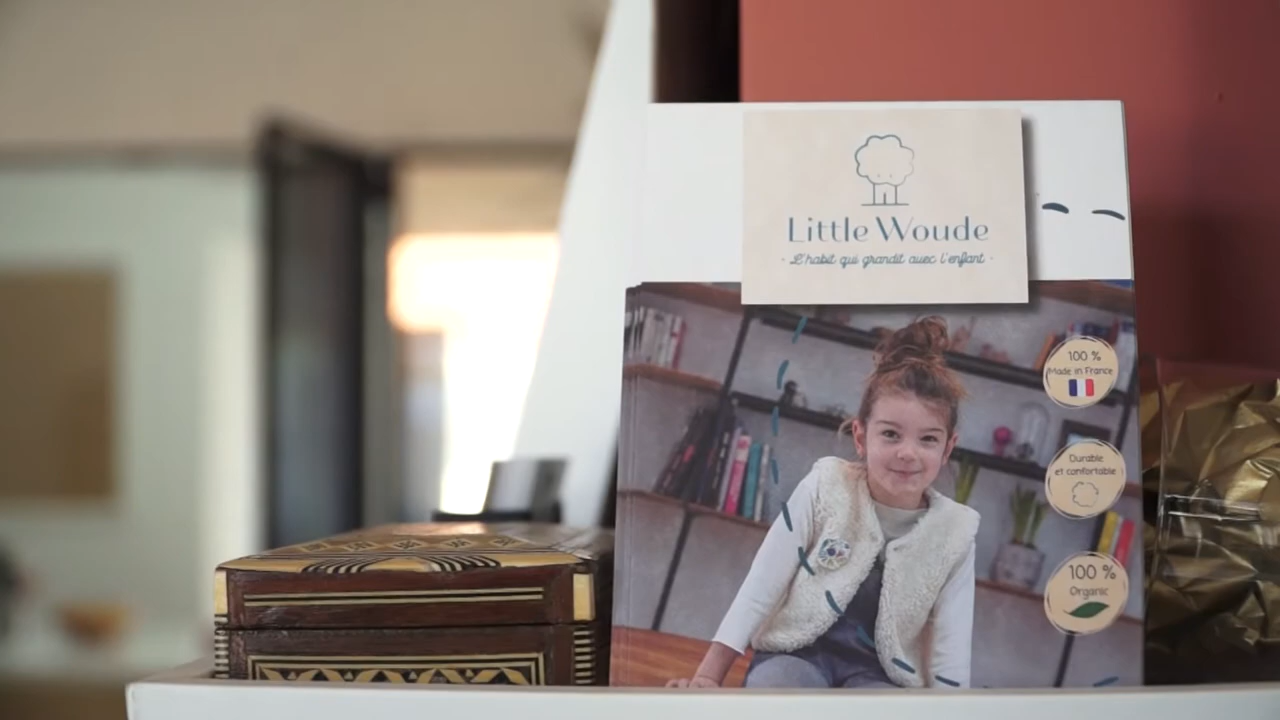 Little Woude
- L'habit qui grandit avec l'enfant -
100 %
Made in France
Durable
et confortable
100 %
Organic